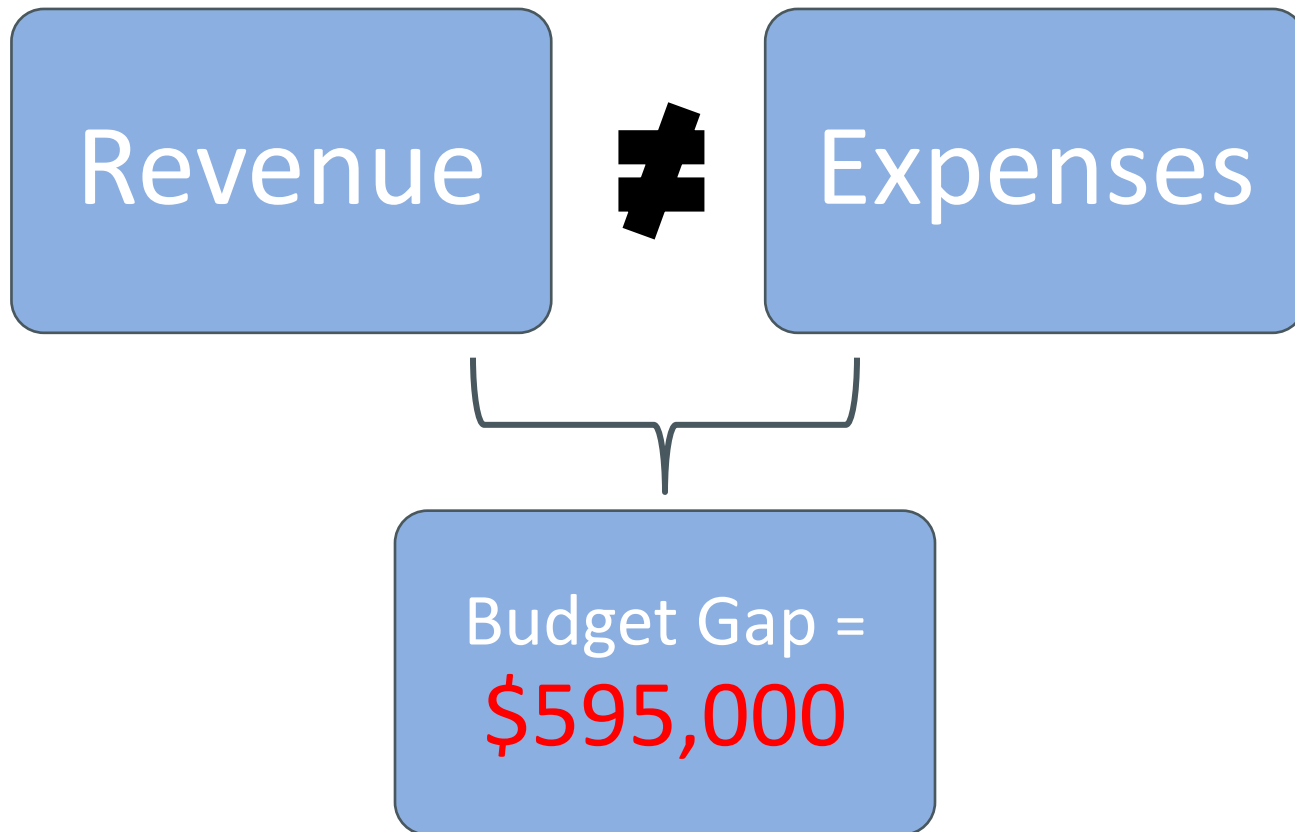 Revenue ≠ Expenses
Budget Gap =
$595,000